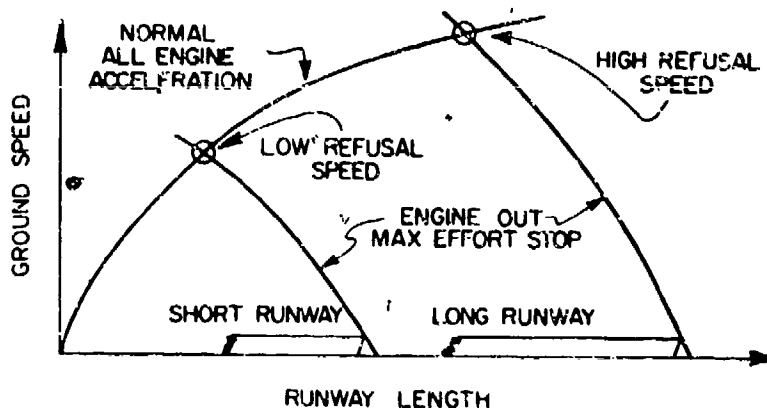 NORMAL
ALL ENGINE
ACCELFRATION
HIGH REFUSAL
SPEED
LOW REFUSAL
SPEED
GROUND SPEED
ENGINE OUT
MAX EFFORT STOP
SHORT RUNWAY
LONG RUNWAY
RUNWAY LENGTH